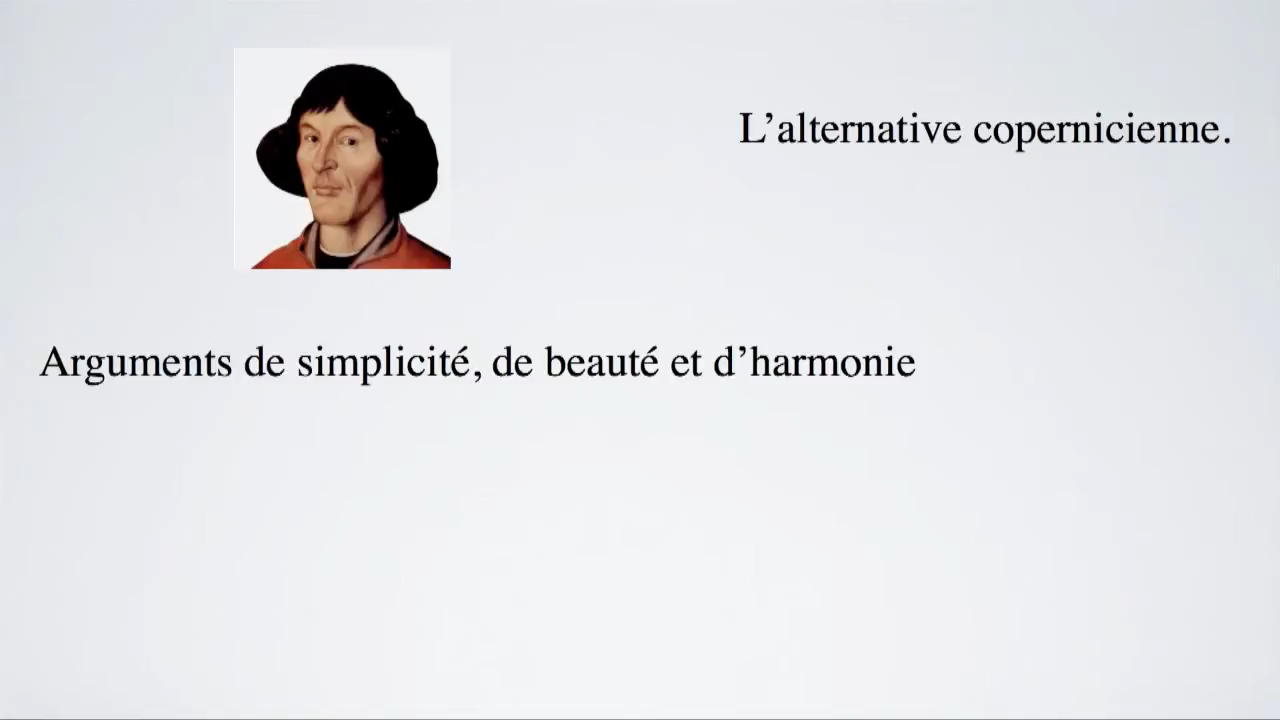 L’alternative copernicienne.
Arguments de simplicité, de beauté et d’harmonie